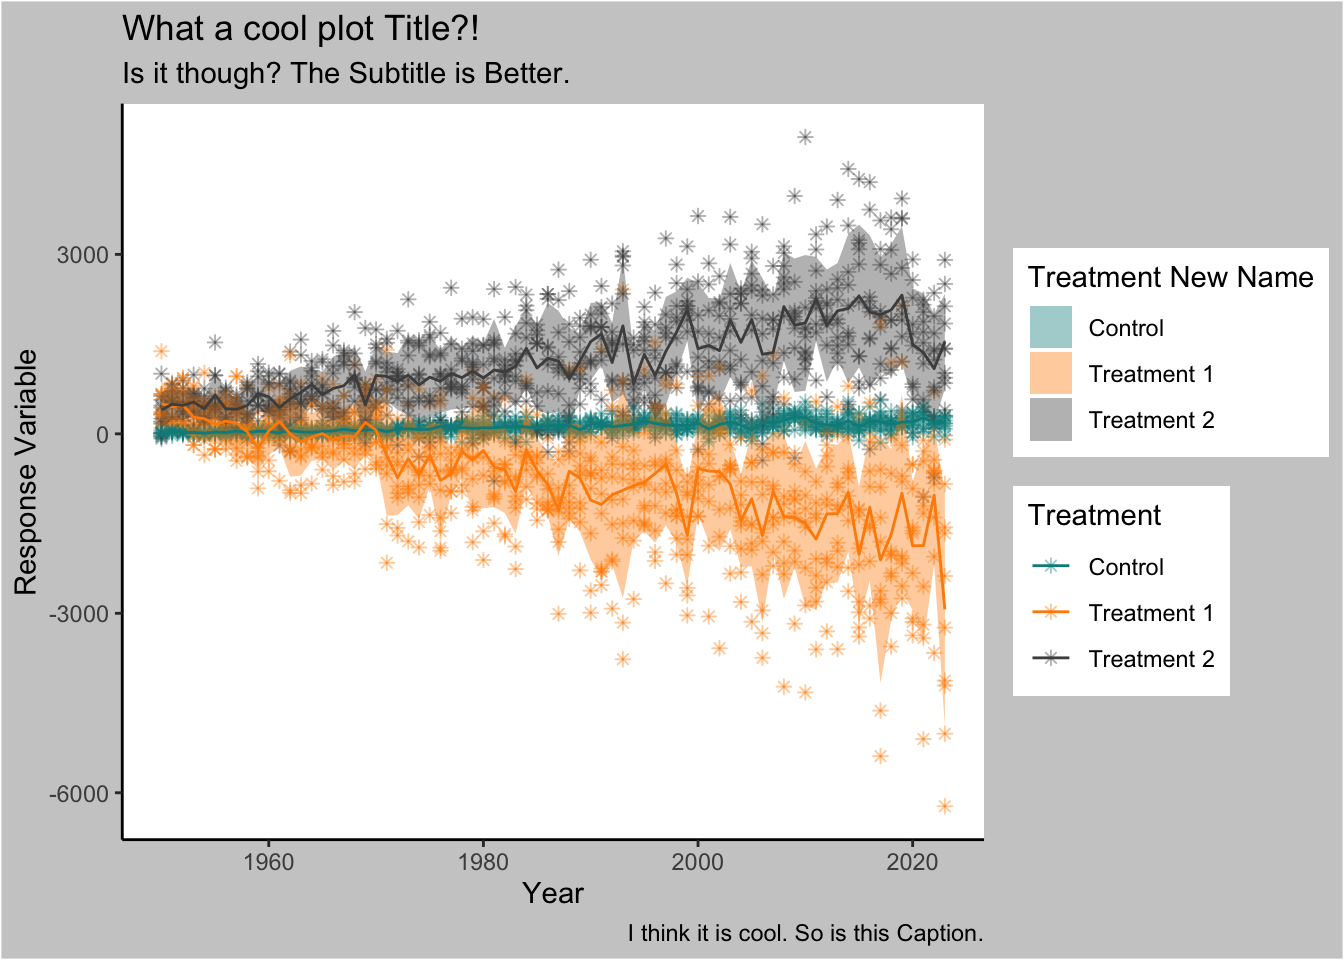 What a cool plot Title?!
Is it though? The Subtitle is Better.
Response Variable
3000
0
-3000
-6000
1960
1980
2000
2020
Year
I think it is cool. So is this Caption.
Treatment New Name
Control
Treatment 1
Treatment 2
Treatment
Control
Treatment 1
Treatment 2